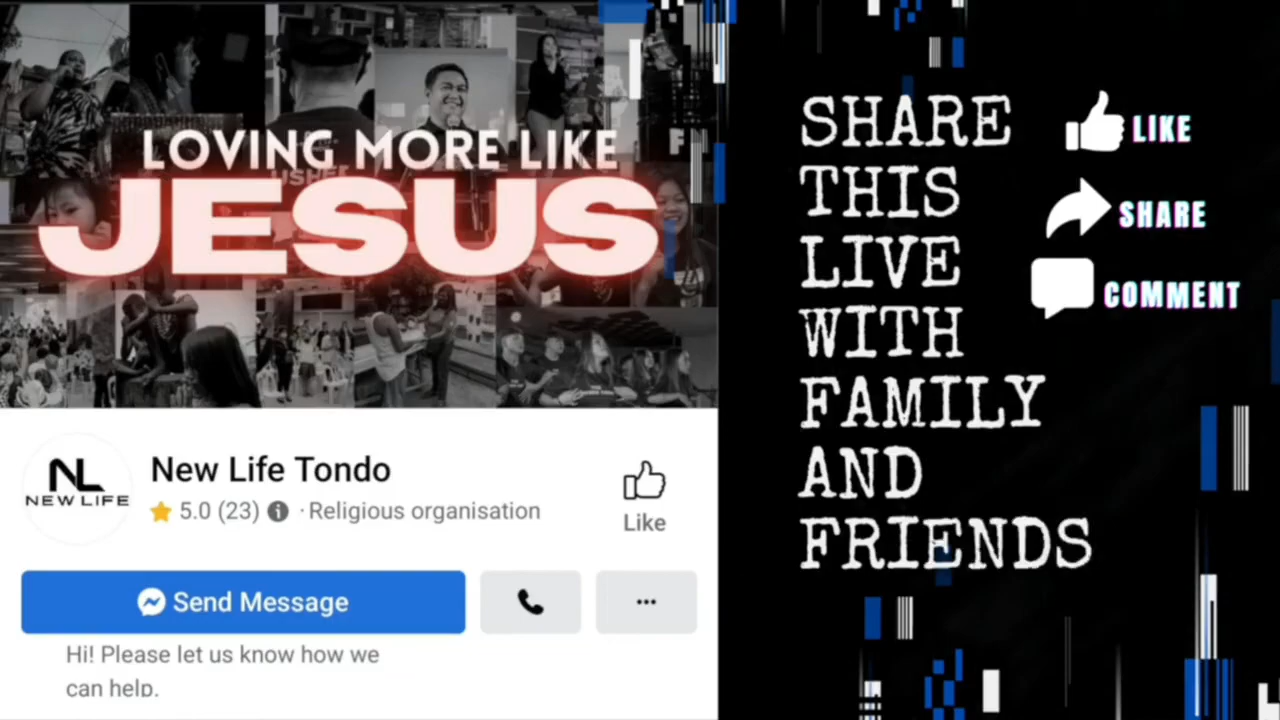 LOVING MORE LIKE
JESUS
USHER
NL
NEW LIFE
New Life Tondo
5.0 (23) · Religious organisation
Like
Send Message
Hi! Please let us know how we
can help.
SHARE
THIS
LIVE
WITH
FAMILY
AND
FRIENDS
LIKE
SHARE
COMMENT